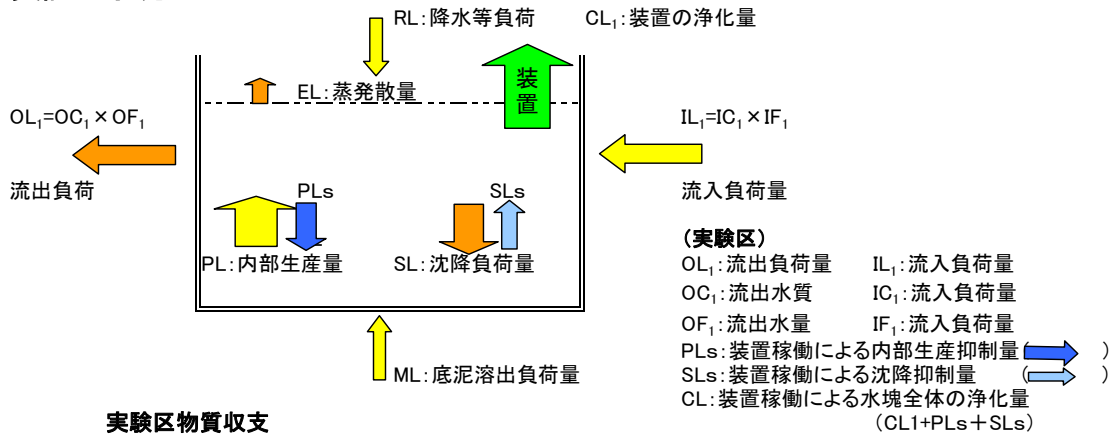 RL:降水等負荷
CL₁:装置の浄化量
装置
EL:蒸発散量
OL₁=OC₁×OF₁
IL₁=IC₁×IF₁
流出負荷
流入負荷量
PLs
SLs
PL:内部生産量
SL:沈降負荷量
ML:底泥溶出負荷量
実験区物質収支
(実験区)
OL₁:流出負荷量 IL₁:流入負荷量
OC₁:流出水質 IC₁:流入負荷量
OF₁:流出水量 IF₁:流入負荷量
PLs:装置稼働による内部生産抑制量( )
SLs:装置稼働による沈降抑制量 ( )
CL:装置稼働による水塊全体の浄化量
(CL1+PLs+SLs)